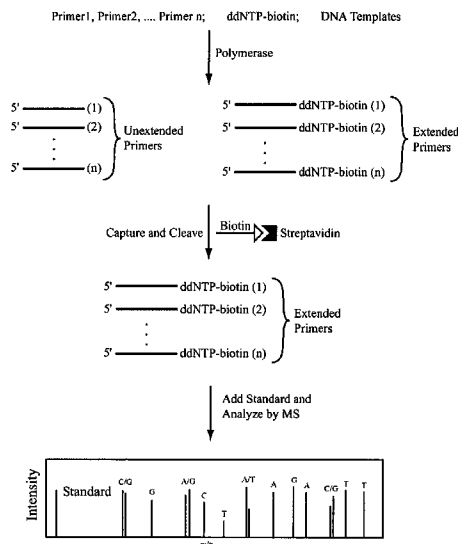 Primer1, Primer2, .... Primer n; ddNTP-biotin; DNA Templates
Polymerase
5' (1)
5' (2)
5' (n)
Unextended
Primers
5' ddNTP-biotin (1)
5' ddNTP-biotin (2)
5' ddNTP-biotin (n)
Extended
Primers
Capture and Cleave
Biotin
Streptavidin
5' ddNTP-biotin (1)
5' ddNTP-biotin (2)
5' ddNTP-biotin (n)
Extended
Primers
Add Standard and
Analyze by MS
Intensity
Standard
C/G
G
A/G
C
T
A/T
A
G
A
C/G
T
T